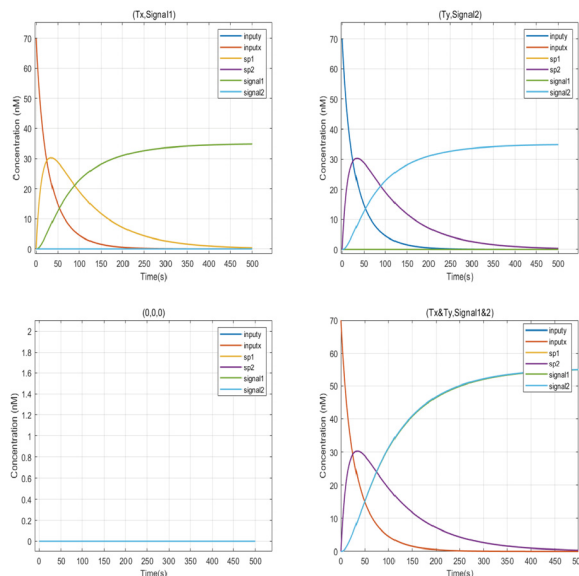 (Tx,Signal1)
Concentration (nM)
70
60
50
40
30
20
10
0
0 50 100 150 200 250 300 350 400 450 500
Time(s)
inputy
inputx
sp1
sp2
signal1
signal2
(Ty,Signal2)
Concentration (nM)
70
60
50
40
30
20
10
0
0 50 100 150 200 250 300 350 400 450 500
Time(s)
inputy
inputx
sp1
sp2
signal1
signal2
(0,0,0)
Concentration (nM)
2
1.8
1.6
1.4
1.2
1
0.8
0.6
0.4
0.2
0
0 50 100 150 200 250 300 350 400 450 500
Time(s)
inputy
inputx
sp1
sp2
signal1
signal2
(Tx&Ty,Signal1&2)
Concentration (nM)
70
60
50
40
30
20
10
0
0 50 100 150 200 250 300 350 400 450 500
Time(s)
inputy
inputx
sp1
sp2
signal1
signal2